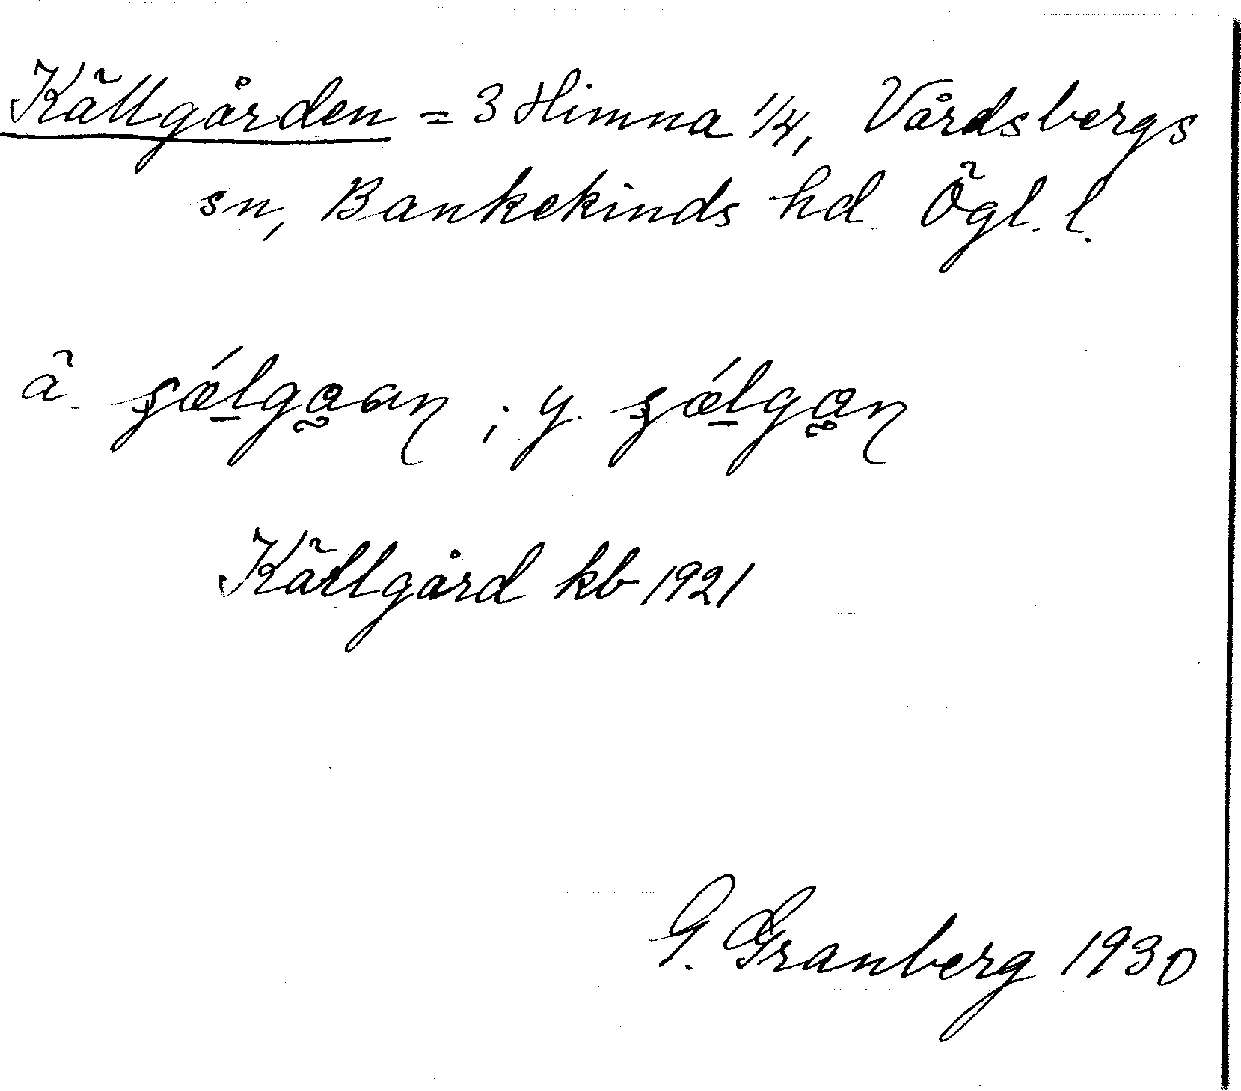 Källgården = 3 Himna 1/4, Vårdsbergs
sn, Bankekinds hd. Ögl. l.
ä. ; y.
Källgård kb 1921
G. Granberg 1930